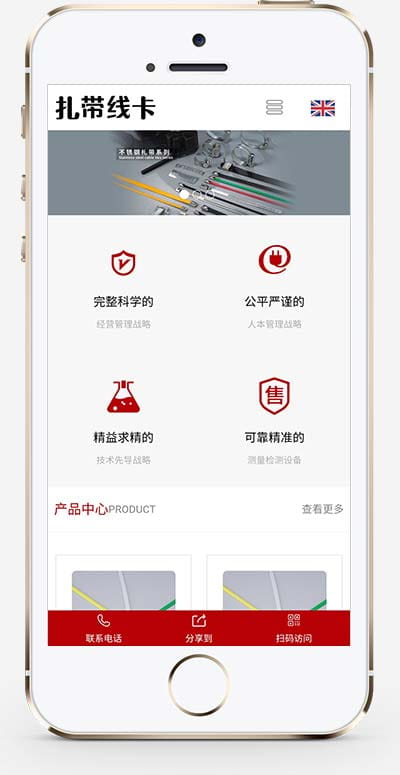 扎带线卡
不锈钢扎带系列
Stainless steel cable ties series
完整科学的
公平严谨的
经营管理战略
人本管理战略
精益求精的
售
可靠精准的
技术先导战略
测量检测设备
产品中心PRODUCT
查看更多
联系电话
分享到
扫码访问